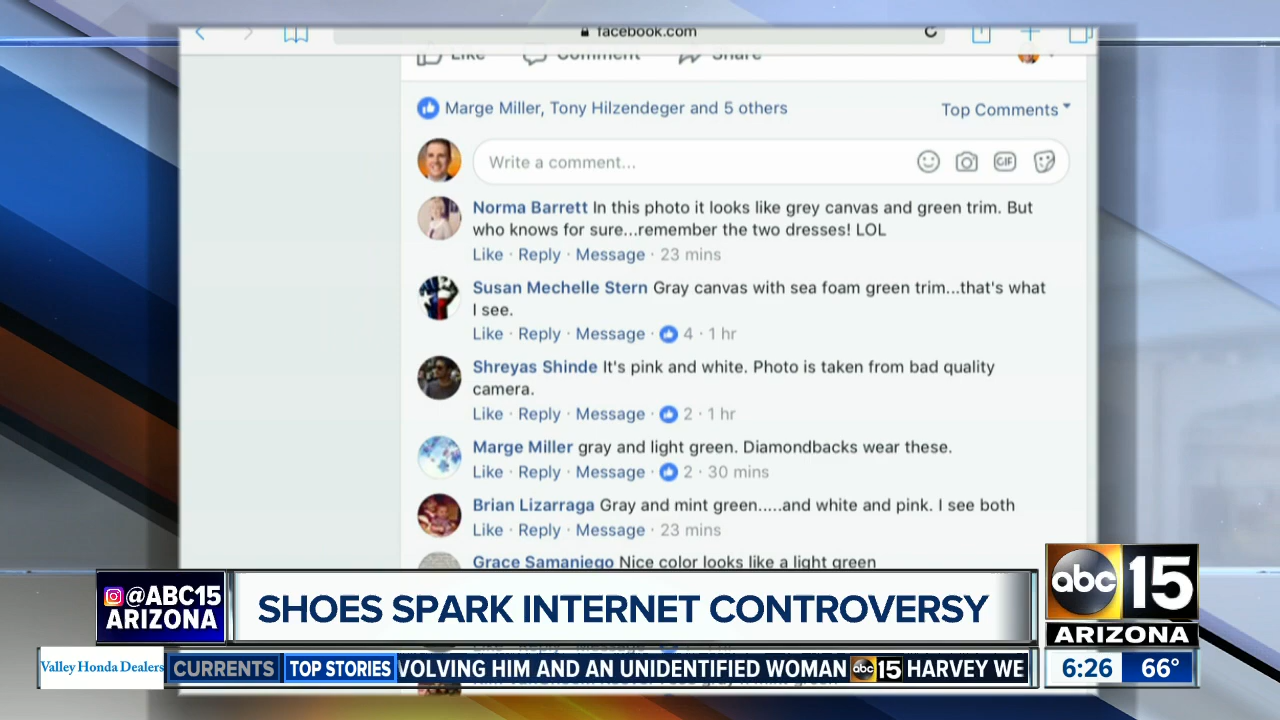 facebook.com
Like Comment Share
Marge Miller, Tony Hilzendeger and 5 others
Top Comments
Write a comment...
GIF
Norma Barrett In this photo it looks like grey canvas and green trim. But
who knows for sure...remember the two dresses! LOL
Like · Reply · Message · 23 mins
Susan Mechelle Stern Gray canvas with sea foam green trim...that's what
I see.
Like · Reply · Message · 4 · 1 hr
Shreyas Shinde It's pink and white. Photo is taken from bad quality
camera.
Like · Reply · Message · 2 · 1 hr
Marge Miller gray and light green. Diamondbacks wear these.
Like · Reply · Message · 2 · 30 mins
Brian Lizarraga Gray and mint green.....and white and pink. I see both
Like · Reply · Message · 23 mins
Grace Samaniego Nice color looks like a light green
@ABC15
ARIZONA
SHOES SPARK INTERNET CONTROVERSY
abc 15
ARIZONA
Valley Honda Dealers
CURRENTS
TOP STORIES
VOLVING HIM AND AN UNIDENTIFIED WOMAN abc 15 HARVEY WE
6:26 66°